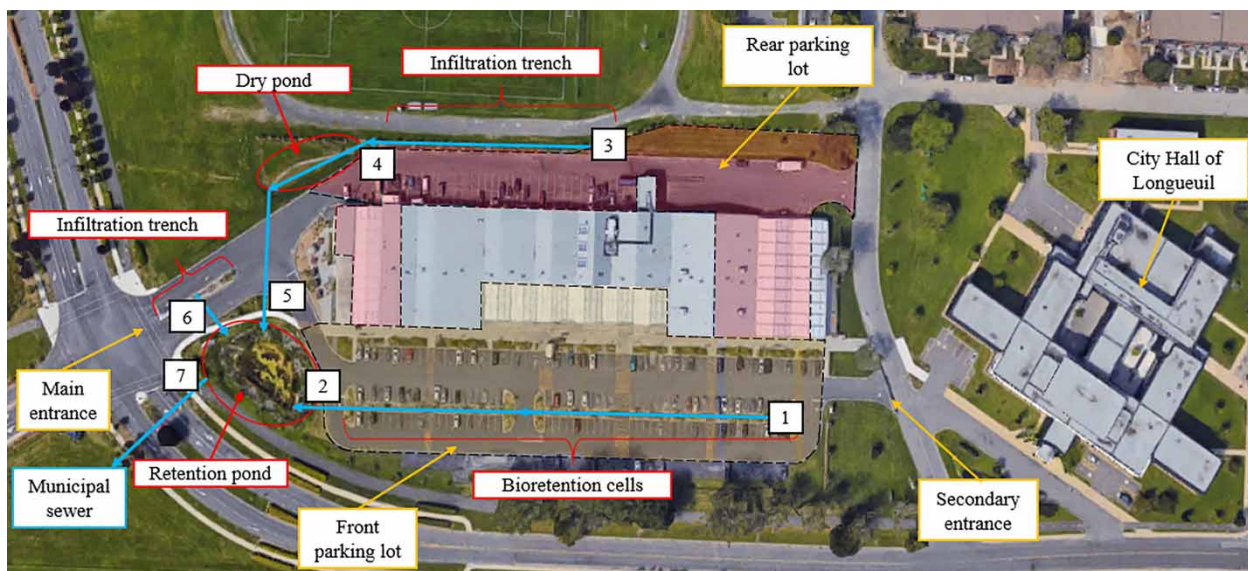 Infiltration trench
Rear parking
lot
Dry pond
3
4
City Hall of
Longueuil
Infiltration trench
5
6
7
2
1
Main
entrance
Retention pond
Bioretention cells
Municipal
sewer
Front
parking lot
Secondary
entrance